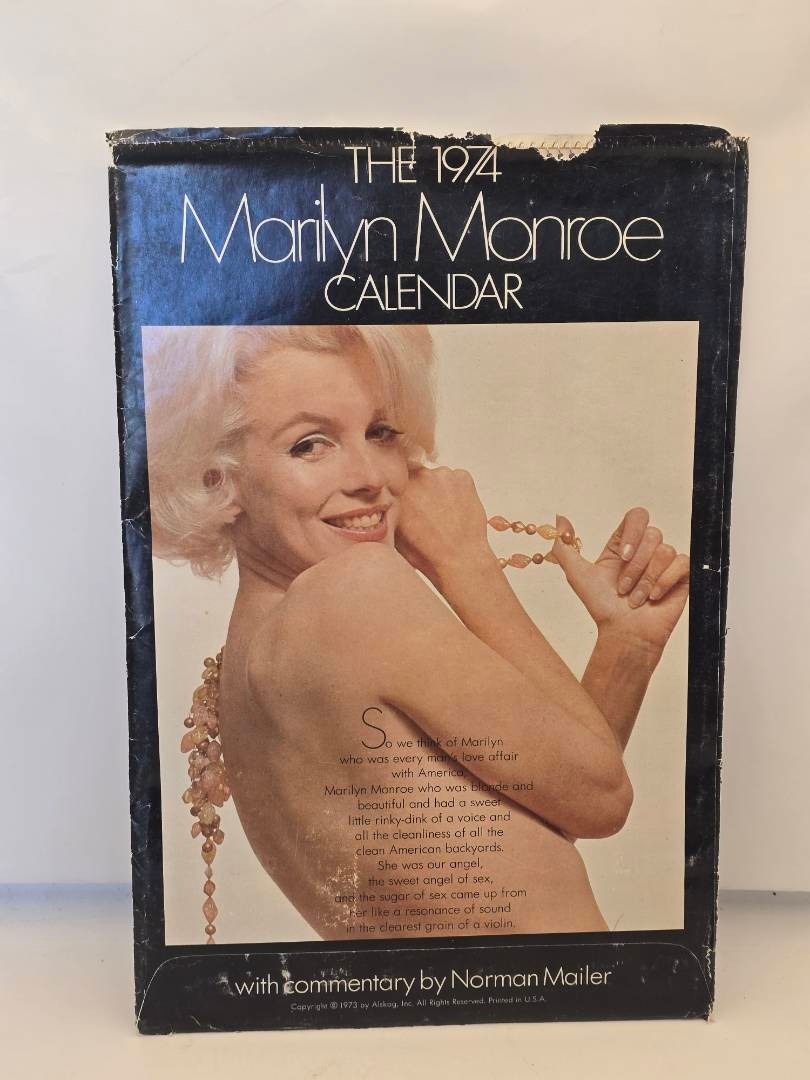 THE 1974
Marilyn Monroe
CALENDAR
So we think of Marilyn
who was every man's love affair
with America,
Marilyn Monroe who was blonde and
beautiful and had a sweet
little rinky-dink of a voice and
all the cleanliness of all the
clean American backyards.
She was our angel,
the sweet angel of sex,
and the sugar of sex came up from
her like a resonance of sound
in the clearest grain of a violin.
with commentary by Norman Mailer
Copyright © 1973 by Alskog, Inc. All Rights Reserved. Printed in U.S.A.